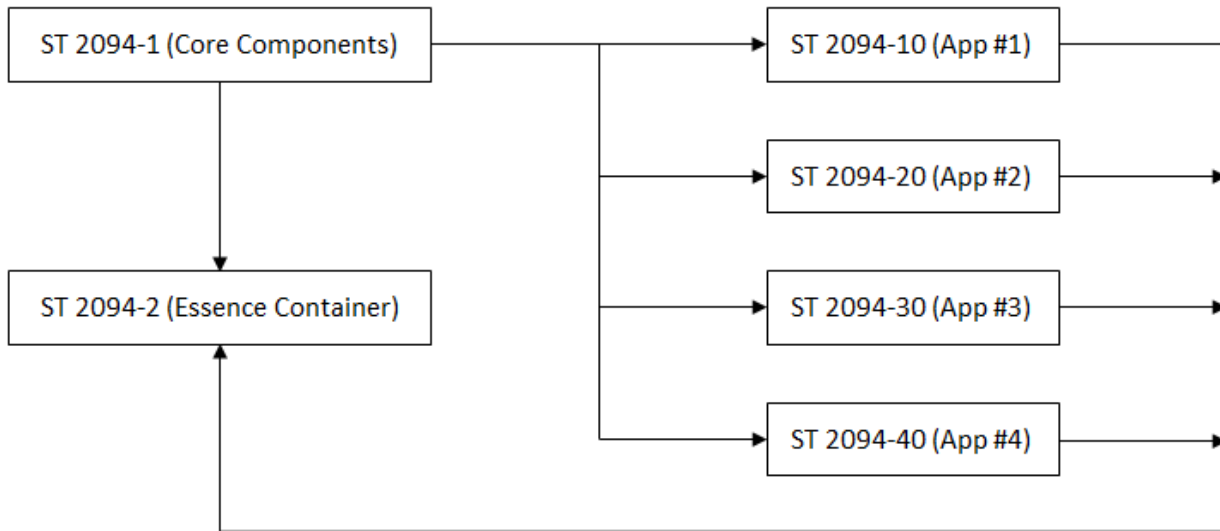 ST 2094-1 (Core Components)
ST 2094-10 (App #1)
ST 2094-20 (App #2)
ST 2094-2 (Essence Container)
ST 2094-30 (App #3)
ST 2094-40 (App #4)